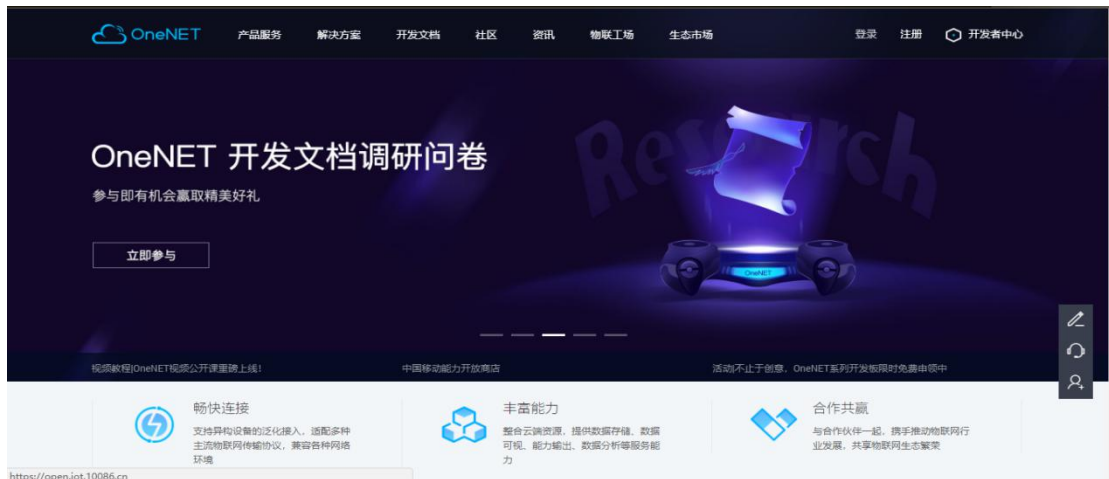 OneNET 产品服务 解决方案 开发文档 社区 资讯 物联工场 生态市场 登录 注册 开发者中心
Research
OneNET 开发文档调研问卷
参与即有机会赢取精美好礼
立即参与
OneNET
视频教程|OneNET视频公开课重磅上线! 中国移动能力开放商店 活动|不止于创意，OneNET系列开发板限时免费申领中
畅快连接
支持异构设备的泛化接入，适配多种
主流物联网传输协议，兼容各种网络
环境
丰富能力
整合云端资源，提供数据存储、数据
可视、能力输出、数据分析等服务能
力
合作共赢
与合作伙伴一起，携手推动物联网行
业发展，共享物联网生态繁荣
https://open.iot.10086.cn